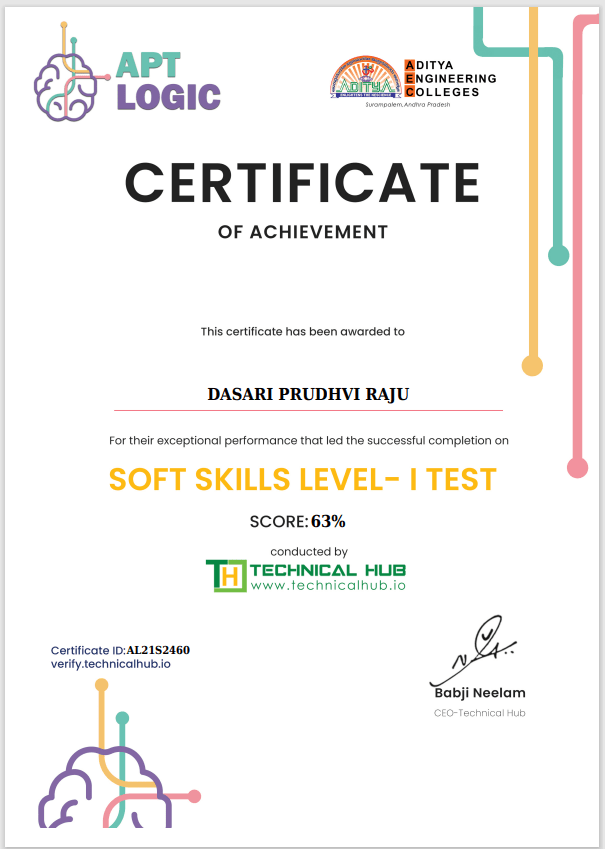 APT
LOGIC
ADITYA
ADITYA
ENGINEERING
COLLEGES
Surampalem, Andhra Pradesh
CERTIFICATE
OF ACHIEVEMENT
This certificate has been awarded to
DASARI PRUDHVI RAJU
For their exceptional performance that led the successful completion on
SOFT SKILLS LEVEL- I TEST
SCORE: 63%
conducted by
TH TECHNICAL HUB
www.technicalhub.io
Certificate ID: AL21S2460
verify.technicalhub.io
Babji Neelam
CEO-Technical Hub